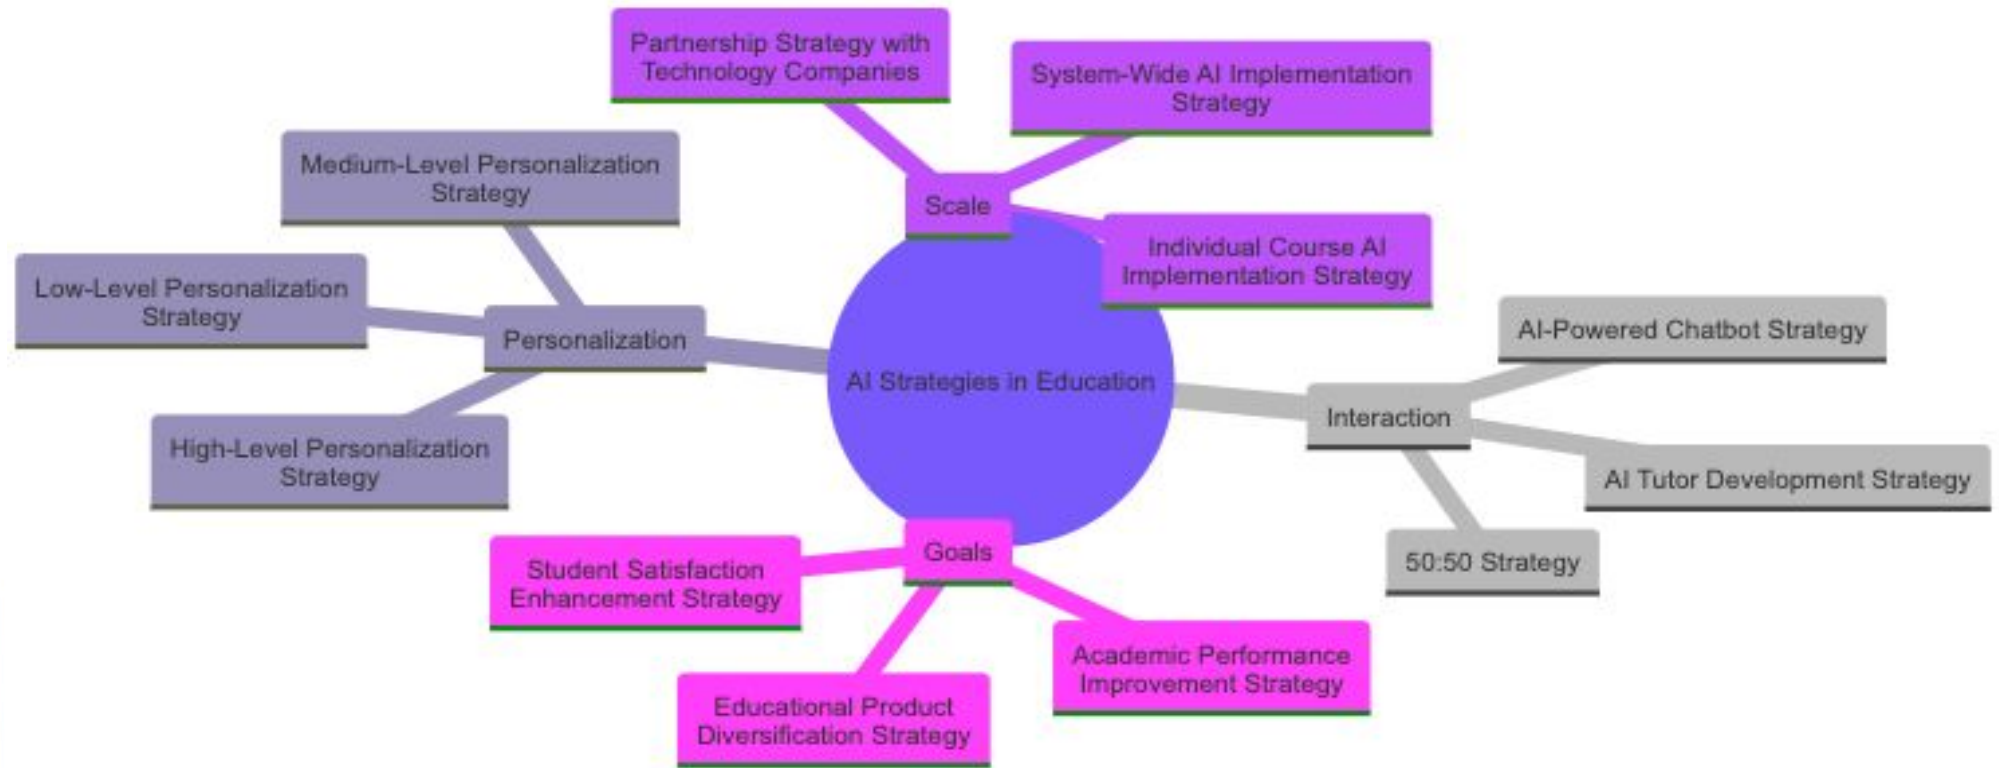 Partnership Strategy with
Technology Companies
System-Wide AI Implementation
Strategy
Medium-Level Personalization
Strategy
Scale
Individual Course AI
Implementation Strategy
Low-Level Personalization
Strategy
Personalization
AI-Powered Chatbot Strategy
AI Strategies in Education
Interaction
High-Level Personalization
Strategy
AI Tutor Development Strategy
50:50 Strategy
Goals
Student Satisfaction
Enhancement Strategy
Academic Performance
Improvement Strategy
Educational Product
Diversification Strategy